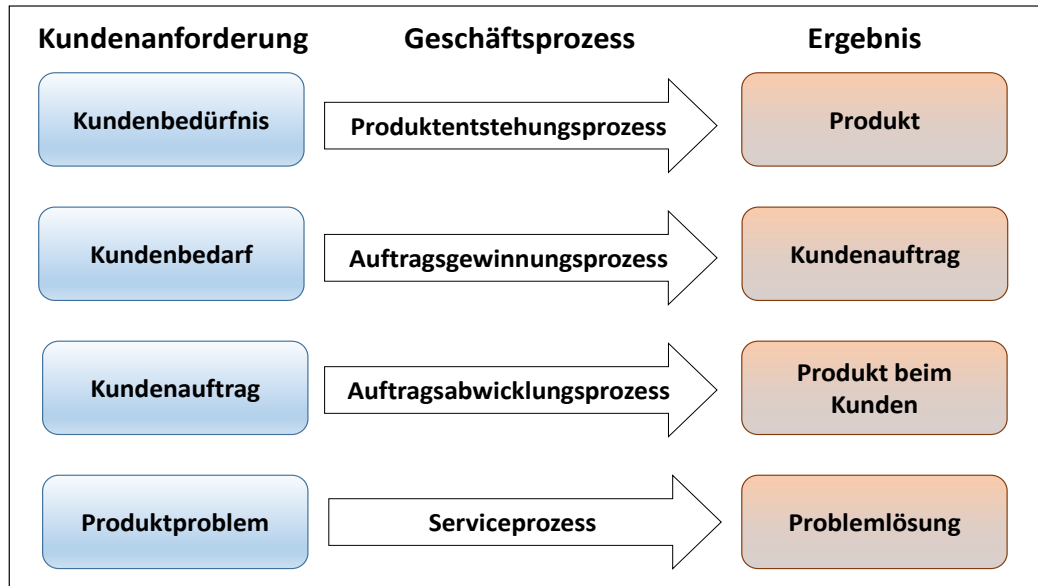 Kundenanforderung Geschäftsprozess Ergebnis
Kundenbedürfnis Produktentstehungsprozess Produkt
Kundenbedarf Auftragsgewinnungsprozess Kundenauftrag
Kundenauftrag Auftragsabwicklungsprozess Produkt beim
Kunden
Produktproblem Serviceprozess Problemlösung